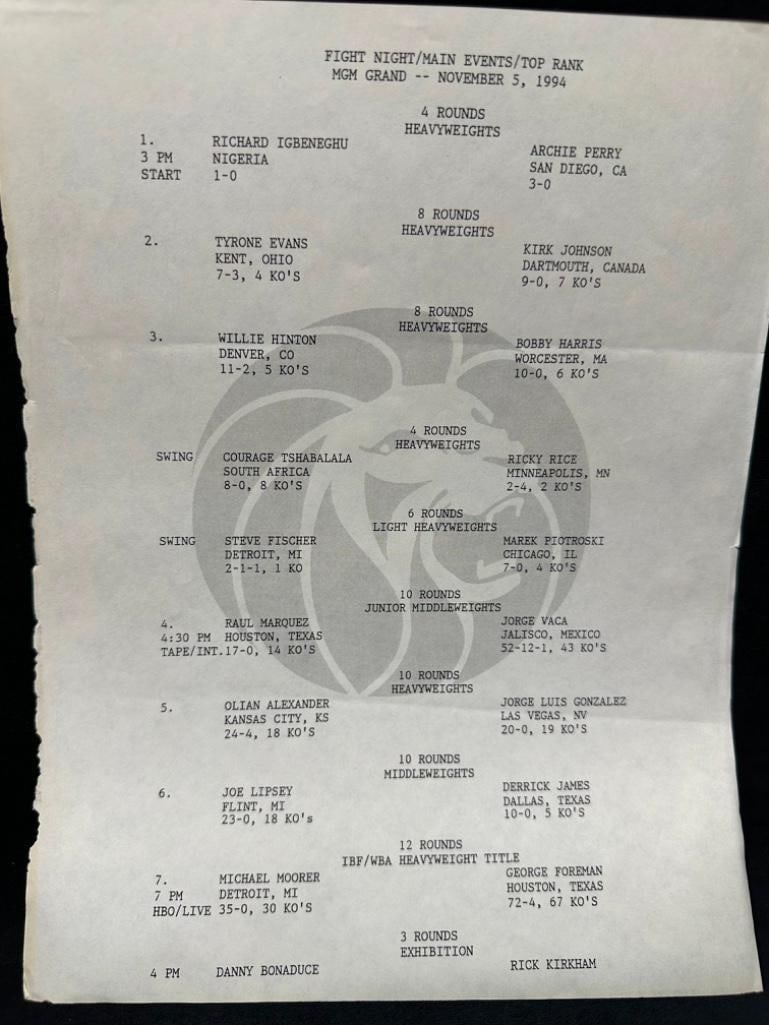 FIGHT NIGHT/MAIN EVENTS/TOP RANK
MGM GRAND -- NOVEMBER 5, 1994
4 ROUNDS
HEAVYWEIGHTS
1. RICHARD IGBENEGHU ARCHIE PERRY
3 PM NIGERIA SAN DIEGO, CA
START 1-0 3-0
8 ROUNDS
HEAVYWEIGHTS
2. TYRONE EVANS KIRK JOHNSON
KENT, OHIO DARTMOUTH, CANADA
7-3, 4 KO'S 9-0, 7 KO'S
8 ROUNDS
HEAVYWEIGHTS
3. WILLIE HINTON BOBBY HARRIS
DENVER, CO WORCESTER, MA
11-2, 5 KO'S 10-0, 6 KO'S
4 ROUNDS
HEAVYWEIGHTS
SWING COURAGE TSHABALALA RICKY RICE
SOUTH AFRICA MINNEAPOLIS, MN
8-0, 8 KO'S 2-4, 2 KO'S
6 ROUNDS
LIGHT HEAVYWEIGHTS
SWING STEVE FISCHER MAREK PIOTROSKI
DETROIT, MI CHICAGO, IL
2-1-1, 1 KO 7-0, 4 KO'S
10 ROUNDS
JUNIOR MIDDLEWEIGHTS
4. RAUL MARQUEZ JORGE VACA
4:30 PM HOUSTON, TEXAS JALISCO, MEXICO
TAPE/INT. 17-0, 14 KO'S 52-12-1, 43 KO'S
10 ROUNDS
HEAVYWEIGHTS
5. OLIAN ALEXANDER JORGE LUIS GONZALEZ
KANSAS CITY, KS LAS VEGAS, NV
24-4, 18 KO'S 20-0, 19 KO'S
10 ROUNDS
MIDDLEWEIGHTS
6. JOE LIPSEY DERRICK JAMES
FLINT, MI DALLAS, TEXAS
23-0, 18 KO's 10-0, 5 KO'S
12 ROUNDS
IBF/WBA HEAVYWEIGHT TITLE
7. MICHAEL MOORER GEORGE FOREMAN
7 PM DETROIT, MI HOUSTON, TEXAS
HBO/LIVE 35-0, 30 KO'S 72-4, 67 KO'S
3 ROUNDS
EXHIBITION
4 PM DANNY BONADUCE RICK KIRKHAM